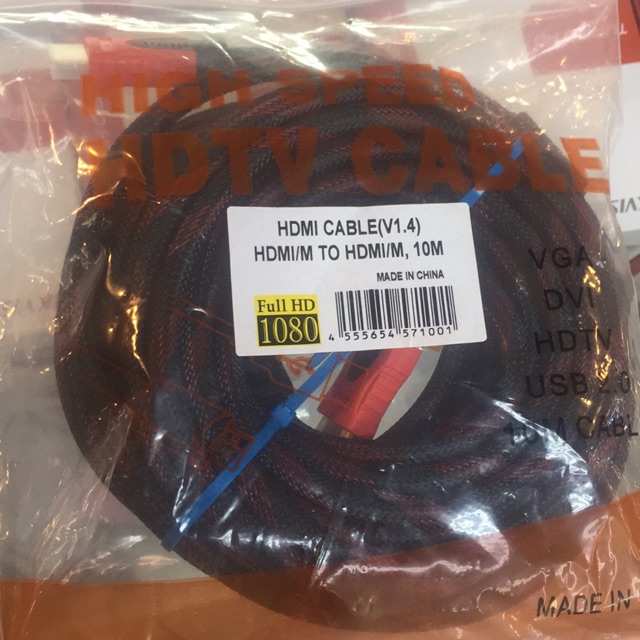 HIGH SPEED
HDTV CABLE
HDMI CABLE(V1.4)
HDMI/M TO HDMI/M, 10M
MADE IN CHINA
Full HD
1080
4 555654 571001
VGA
DVI
HDTV
USB 2.0
MADE IN